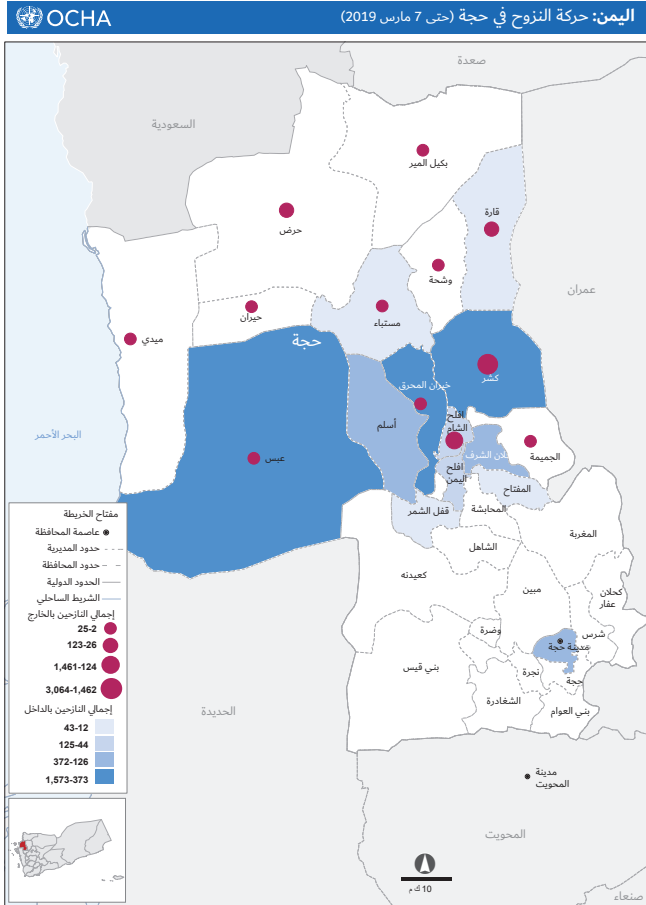 OCHA
اليمن: حركة النزوح في حجة (حتى 7 مارس 2019)
صعدة
السعودية
بكيل المير
قارة
حرض
وشحة
عمران
حيران
مستباء
ميدي
حجة
كشر
خيران المحرق
البحر الأحمر
أسلم
افلح
الشام
عبس
لان الشرف
الجميمة
افلح
اليمن
المفتاح
قفل الشمر
المحابشة
المغربة
الشاهل
كعيدنه
مبين
كحلان
عفار
وضرة
شرس
مدينة حجة
بني قيس
نجرة
حجة
الشغادرة
بني العوام
الحديدة
مدينة
المحويت
المحويت
صنعاء
10 ك م
مفتاح الخريطة
عاصمة المحافظة
حدود المديرية
حدود المحافظة
الحدود الدولية
الشريط الساحلي
إجمالي النازحين بالخارج
25-2
123-26
1,461-124
3,064-1,462
إجمالي النازحين بالداخل
43-12
125-44
372-126
1,573-373